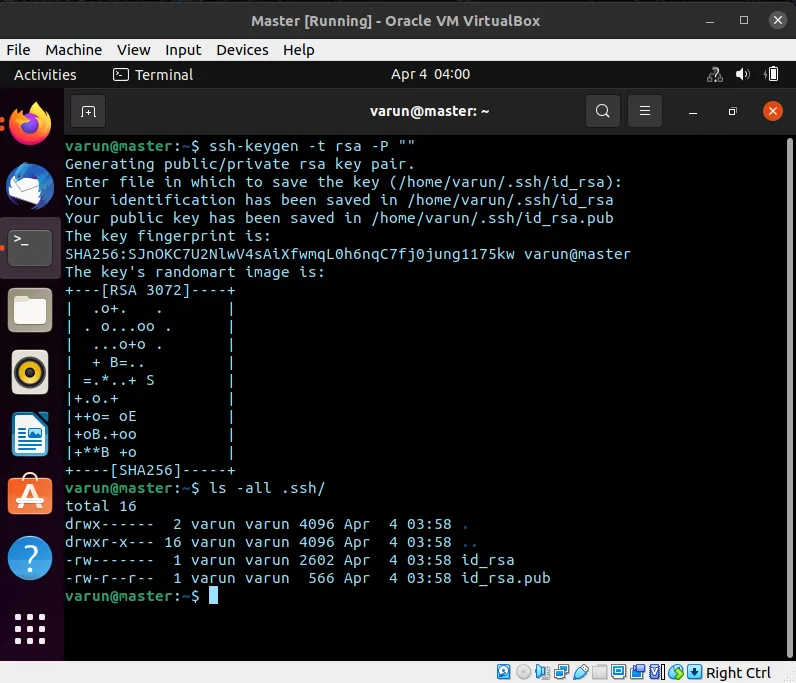 Master [Running] - Oracle VM VirtualBox
File Machine View Input Devices Help
Activities Terminal Apr 4 04:00
varun@master: ~
varun@master:~$ ssh-keygen -t rsa -P ""
Generating public/private rsa key pair.
Enter file in which to save the key (/home/varun/.ssh/id_rsa):
Your identification has been saved in /home/varun/.ssh/id_rsa
Your public key has been saved in /home/varun/.ssh/id_rsa.pub
The key fingerprint is:
SHA256:SJnOKC7U2NlwV4sAiXfwmqL0h6nqC7fj0jung1175kw varun@master
The key's randomart image is:
+---[RSA 3072]----+
|  .o+.   .       |
| . o...oo .      |
|  ...o+o .       |
|  + B=..         |
| =.*..+ S        |
|+.o.+            |
|++o= oE          |
|+oB.+oo          |
|+**B +o          |
+----[SHA256]-----+
varun@master:~$ ls -all .ssh/
total 16
drwx------  2 varun varun 4096 Apr  4 03:58 .
drwxr-x--- 16 varun varun 4096 Apr  4 03:58 ..
-rw-------  1 varun varun 2602 Apr  4 03:58 id_rsa
-rw-r--r--  1 varun varun  566 Apr  4 03:58 id_rsa.pub
varun@master:~$
Right Ctrl